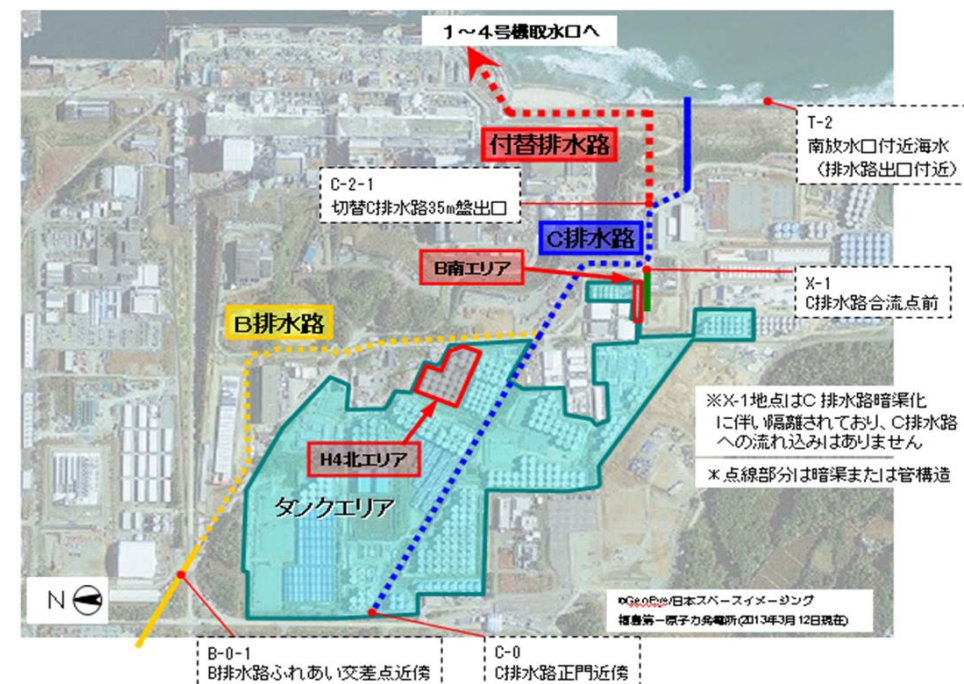 1～4号機取水口へ
T-2
南放水口付近海水
（排水路出口付近）
付替排水路
C-2-1
切替C排水路35m盤出口
C排水路
B南エリア
X-1
C排水路合流点前
B排水路
※X-1地点はC 排水路暗渠化
に伴い隔離されており、C排水路
への流れ込みはありません
H4北エリア
＊点線部分は暗渠または管構造
タンクエリア
N
©GeoEye/日本スペースイメージング
福島第一原子力発電所(2013年3月12日現在)
B-0-1
B排水路ふれあい交差点近傍
C-0
C排水路正門近傍